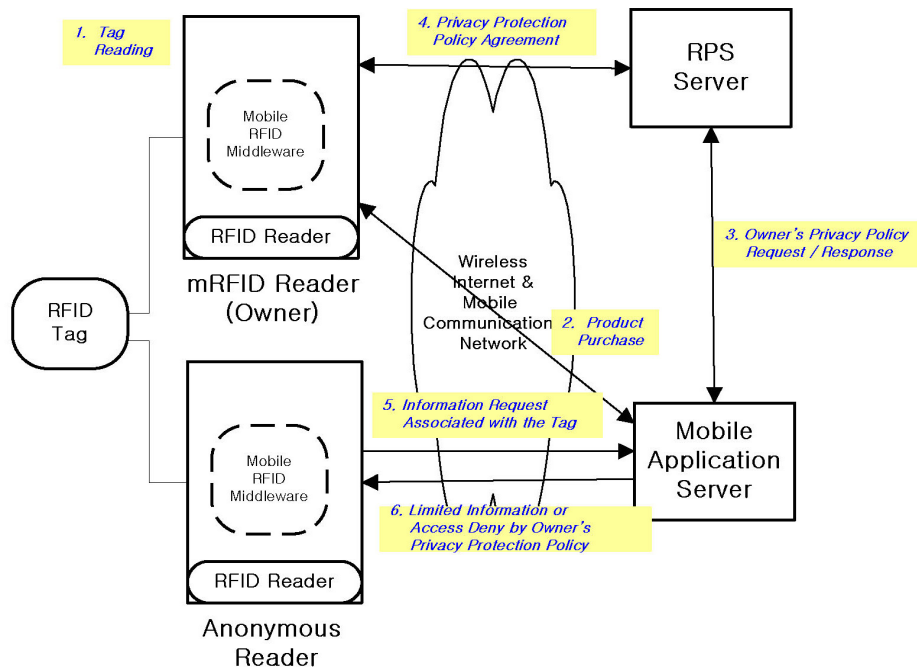 1. Tag
Reading
4. Privacy Protection
Policy Agreement
RPS
Server
Mobile
RFID
Middleware
RFID Reader
mRFID Reader
(Owner)
3. Owner's Privacy Policy
Request / Response
Wireless
Internet &
Mobile
Communication
Network
2. Product
Purchase
RFID
Tag
5. Information Request
Associated with the Tag
Mobile
RFID
Middleware
Mobile
Application
Server
6. Limited Information or
Access Deny by Owner's
Privacy Protection Policy
RFID Reader
Anonymous
Reader